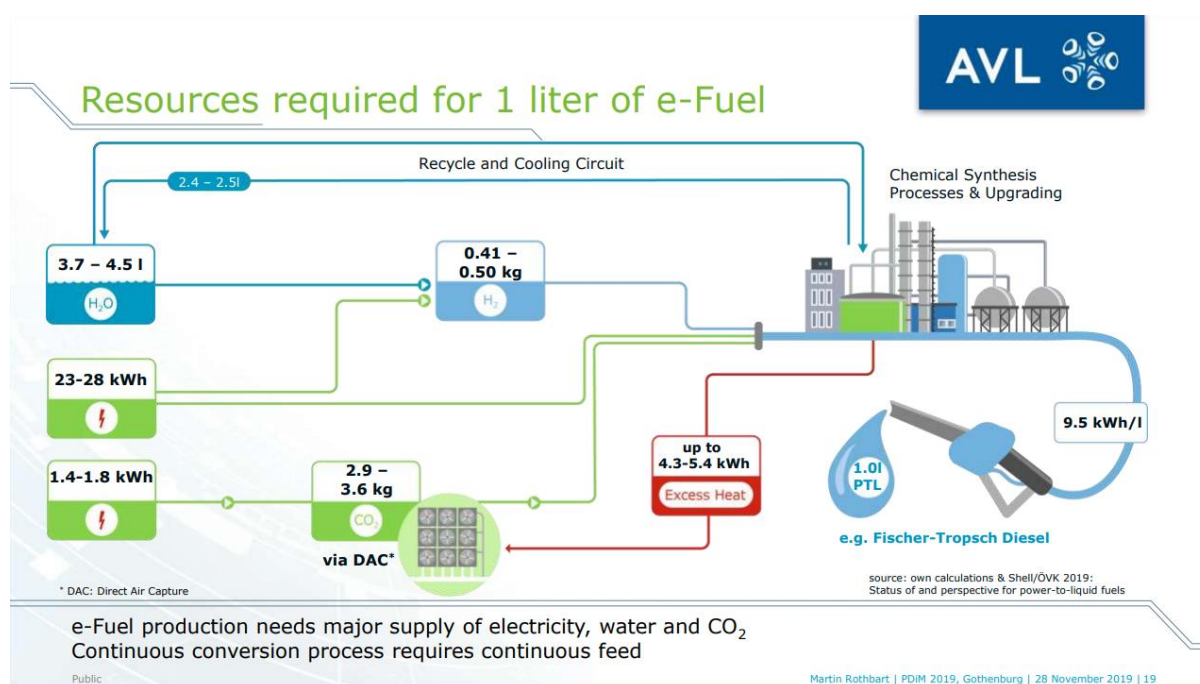 AVL
Resources required for 1 liter of e-Fuel
Recycle and Cooling Circuit
2.4 – 2.5l
Chemical Synthesis
Processes & Upgrading
3.7 – 4.5 l
H₂O
0.41 –
0.50 kg
H₂
23-28 kWh
1.4-1.8 kWh
2.9 –
3.6 kg
CO₂
via DAC*
up to
4.3-5.4 kWh
Excess Heat
9.5 kWh/l
1.0l
PTL
e.g. Fischer-Tropsch Diesel
* DAC: Direct Air Capture
source: own calculations & Shell/ÖVK 2019:
Status of and perspective for power-to-liquid fuels
e-Fuel production needs major supply of electricity, water and CO₂
Continuous conversion process requires continuous feed
Public
Martin Rothbart | PDiM 2019, Gothenburg | 28 November 2019 | 19